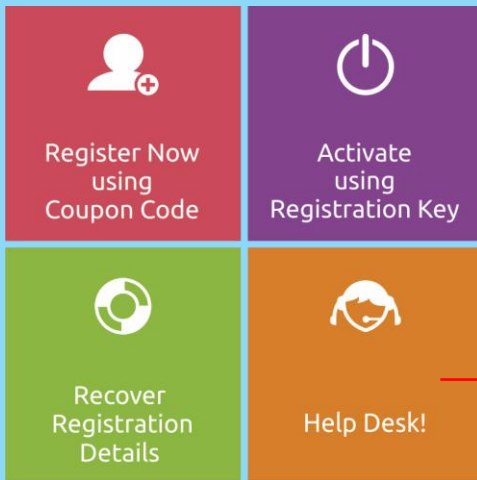 Register Now
using
Coupon Code
Activate
using
Registration Key
Recover
Registration
Details
Help Desk!